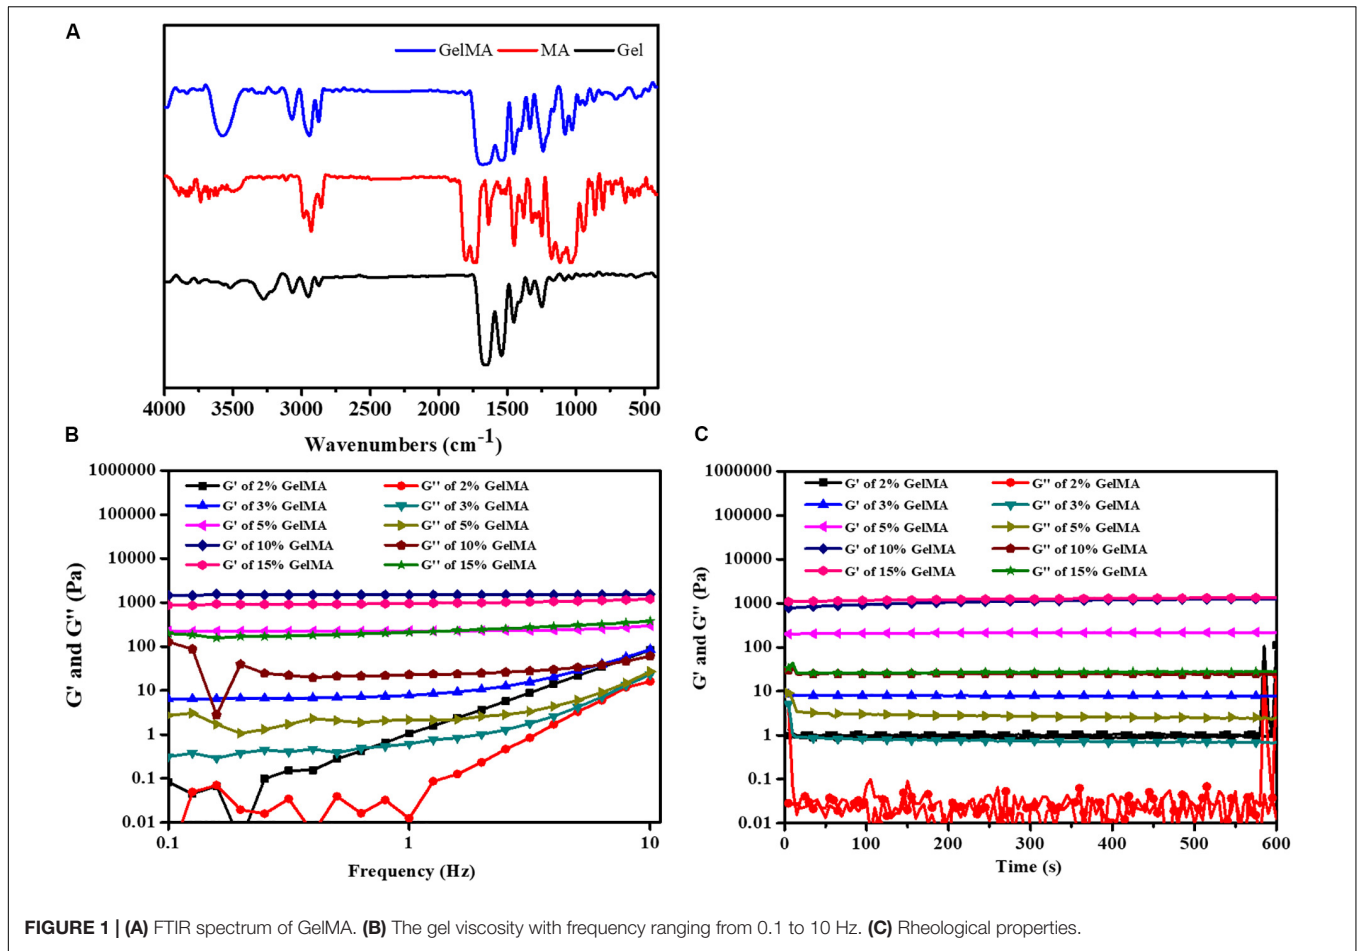 A
GelMA MA Gel
4000 3500 3000 2500 2000 1500 1000 500
Wavenumbers (cm-1)
B
1000000
100000
10000
1000
100
10
1
0.1
0.01
G' and G'' (Pa)
G' of 2% GelMA G'' of 2% GelMA
G' of 3% GelMA G'' of 3% GelMA
G' of 5% GelMA G'' of 5% GelMA
G' of 10% GelMA G'' of 10% GelMA
G' of 15% GelMA G'' of 15% GelMA
0.1 1 10
Frequency (Hz)
C
1000000
100000
10000
1000
100
10
1
0.1
0.01
G' and G'' (Pa)
G' of 2% GelMA G'' of 2% GelMA
G' of 3% GelMA G'' of 3% GelMA
G' of 5% GelMA G'' of 5% GelMA
G' of 10% GelMA G'' of 10% GelMA
G' of 15% GelMA G'' of 15% GelMA
0 100 200 300 400 500 600
Time (s)
FIGURE 1 | (A) FTIR spectrum of GelMA. (B) The gel viscosity with frequency ranging from 0.1 to 10 Hz. (C) Rheological properties.